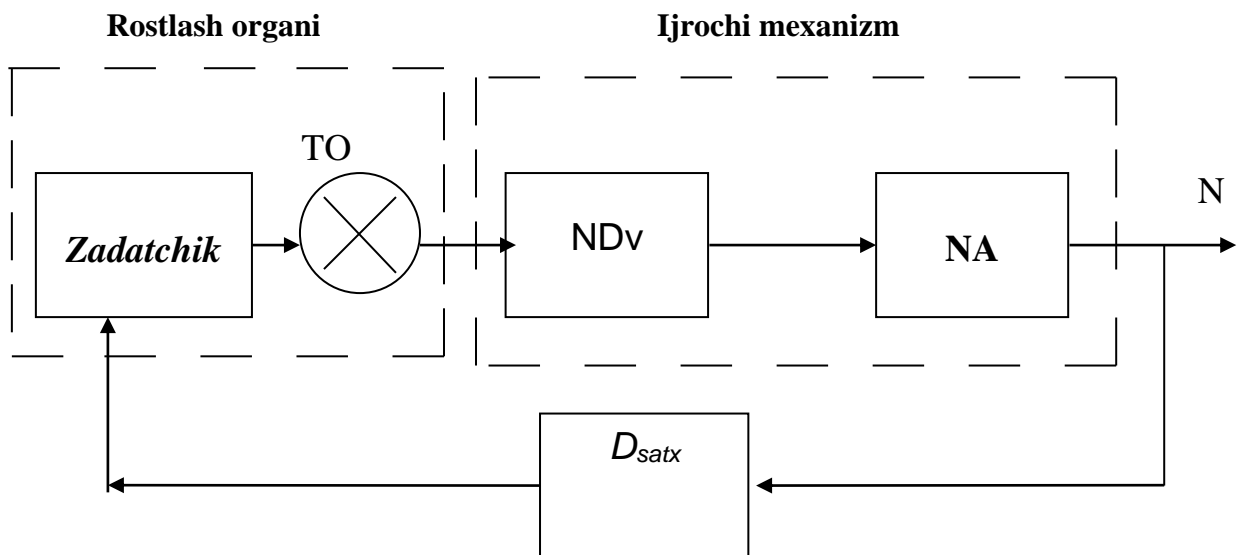 Rostlash organi
Ijrochi mexanizm
TO
N
Zadatchik
NDv
NA
Dsatx